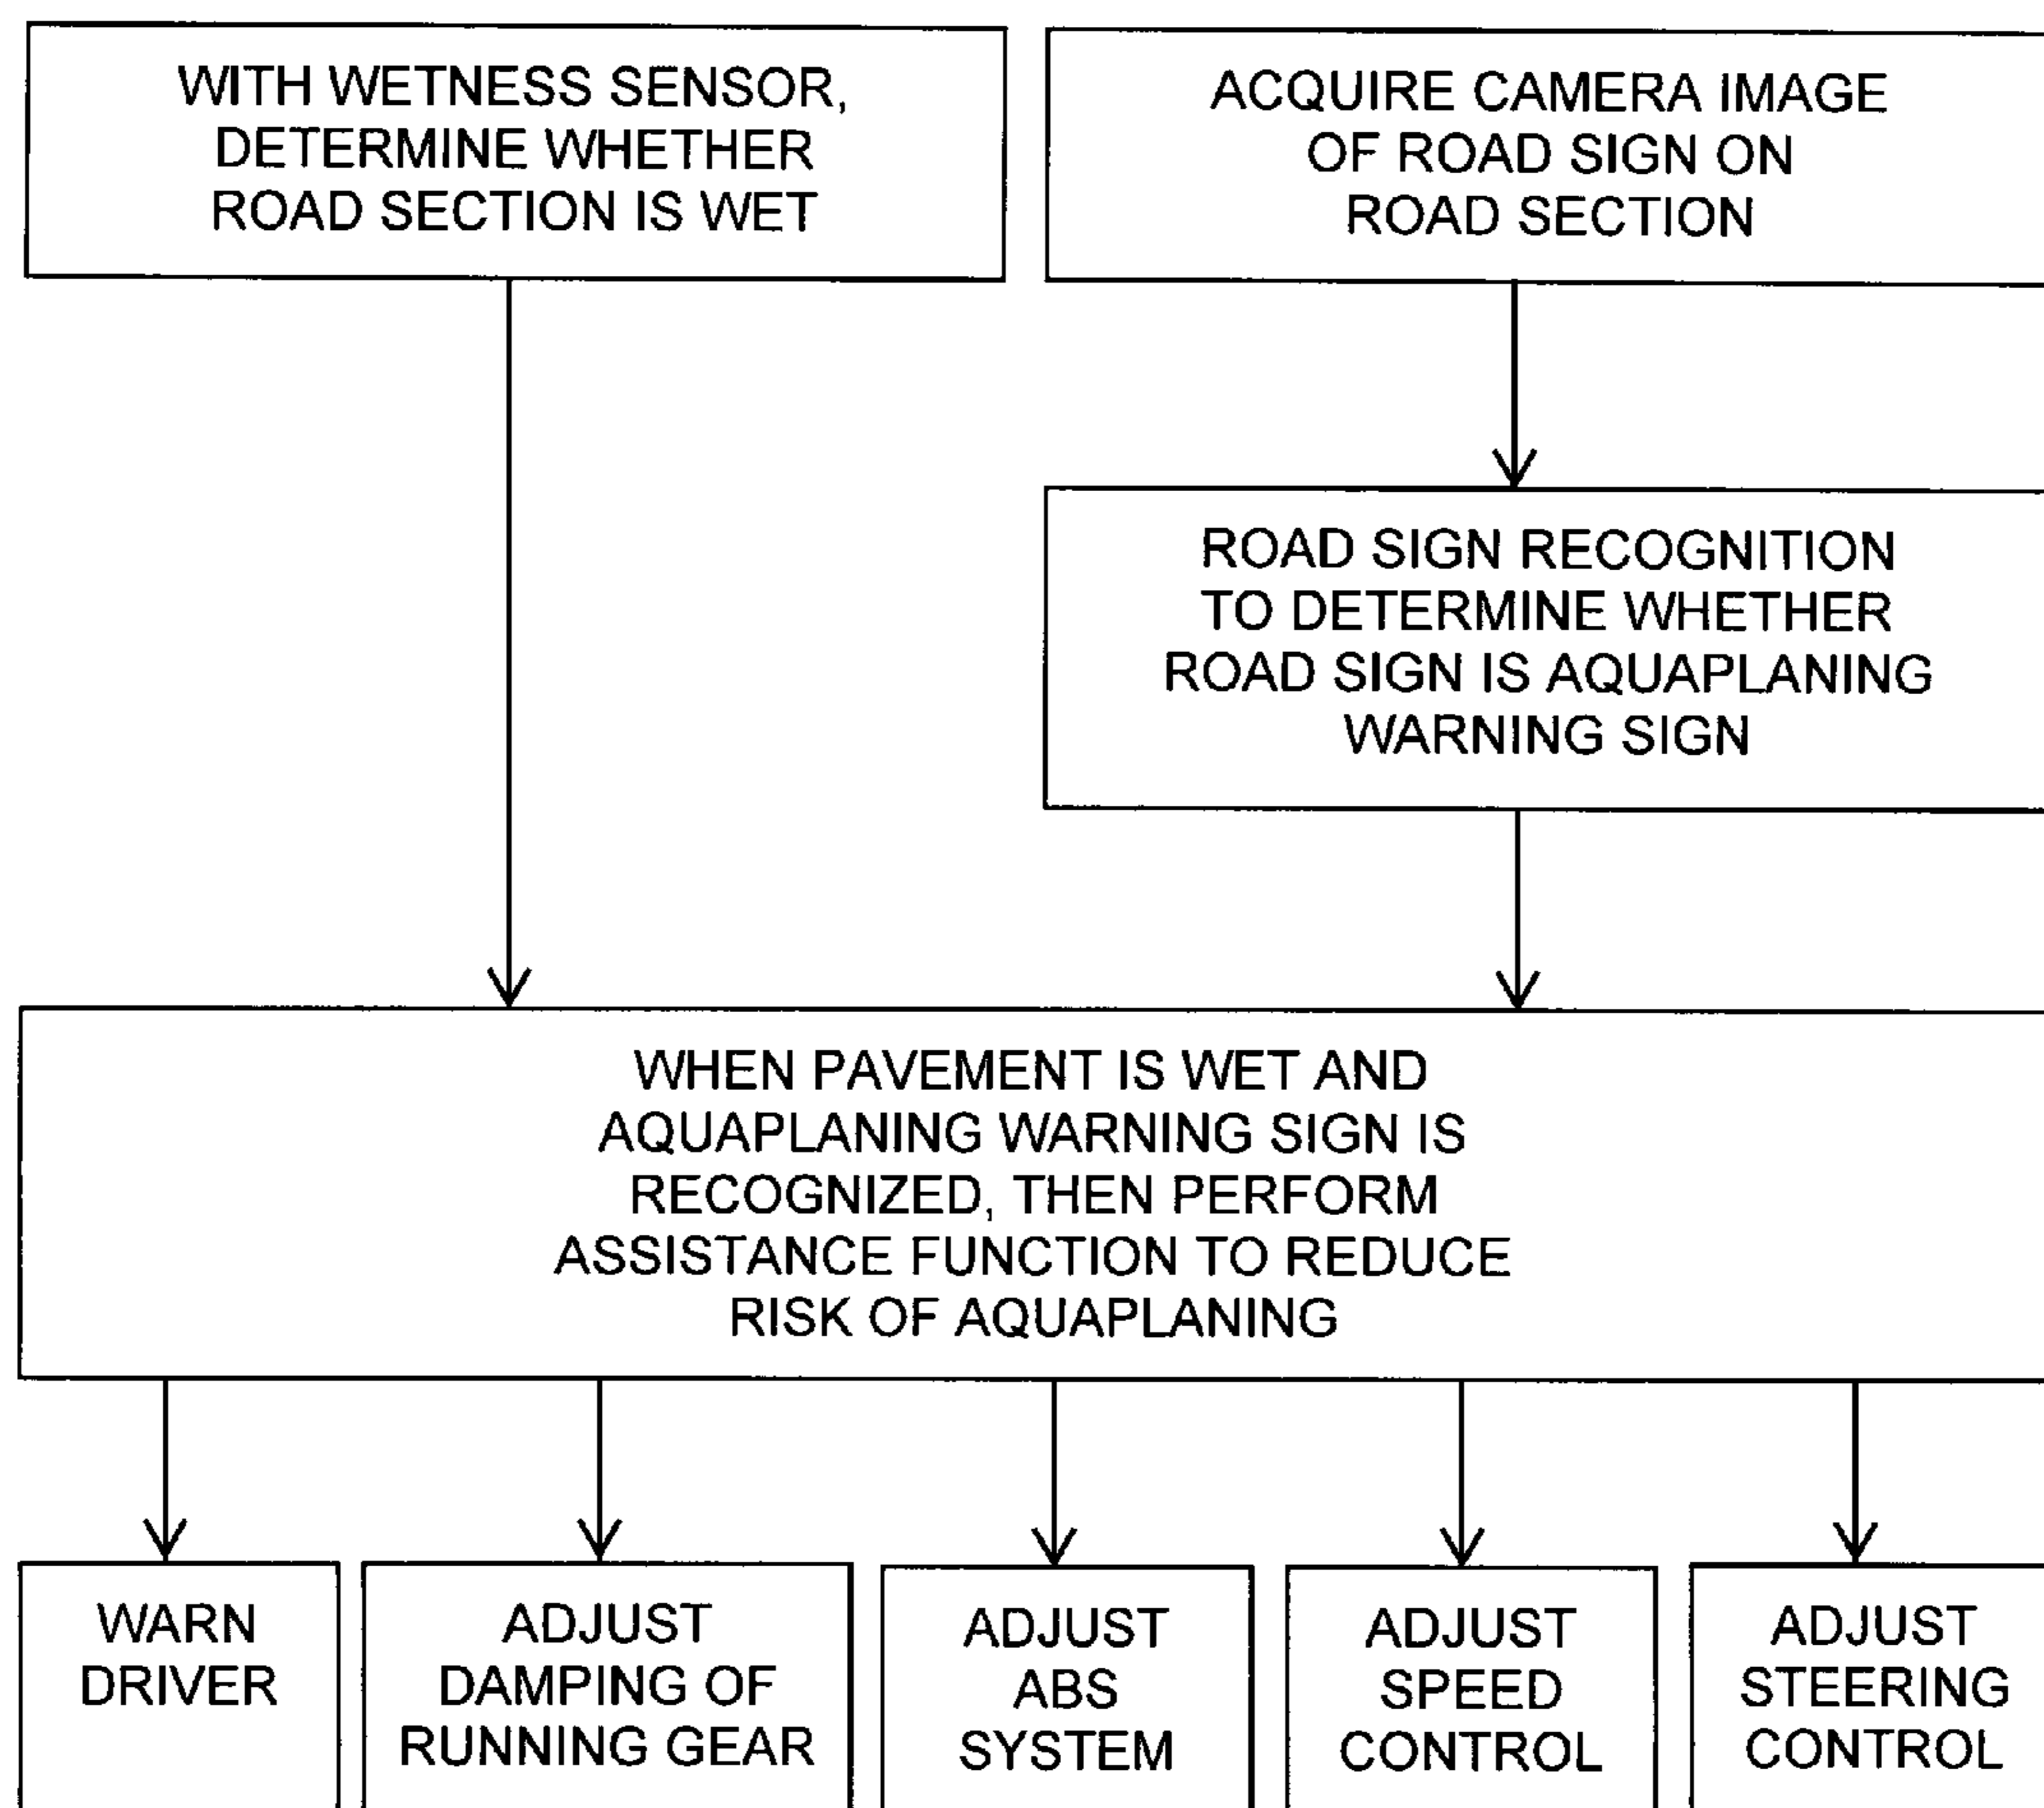 WITH WETNESS SENSOR,
DETERMINE WHETHER
ROAD SECTION IS WET
ACQUIRE CAMERA IMAGE
OF ROAD SIGN ON
ROAD SECTION
ROAD SIGN RECOGNITION
TO DETERMINE WHETHER
ROAD SIGN IS AQUAPLANING
WARNING SIGN
WHEN PAVEMENT IS WET AND
AQUAPLANING WARNING SIGN IS
RECOGNIZED, THEN PERFORM
ASSISTANCE FUNCTION TO REDUCE
RISK OF AQUAPLANING
WARN
DRIVER
ADJUST
DAMPING OF
RUNNING GEAR
ADJUST
ABS
SYSTEM
ADJUST
SPEED
CONTROL
ADJUST
STEERING
CONTROL